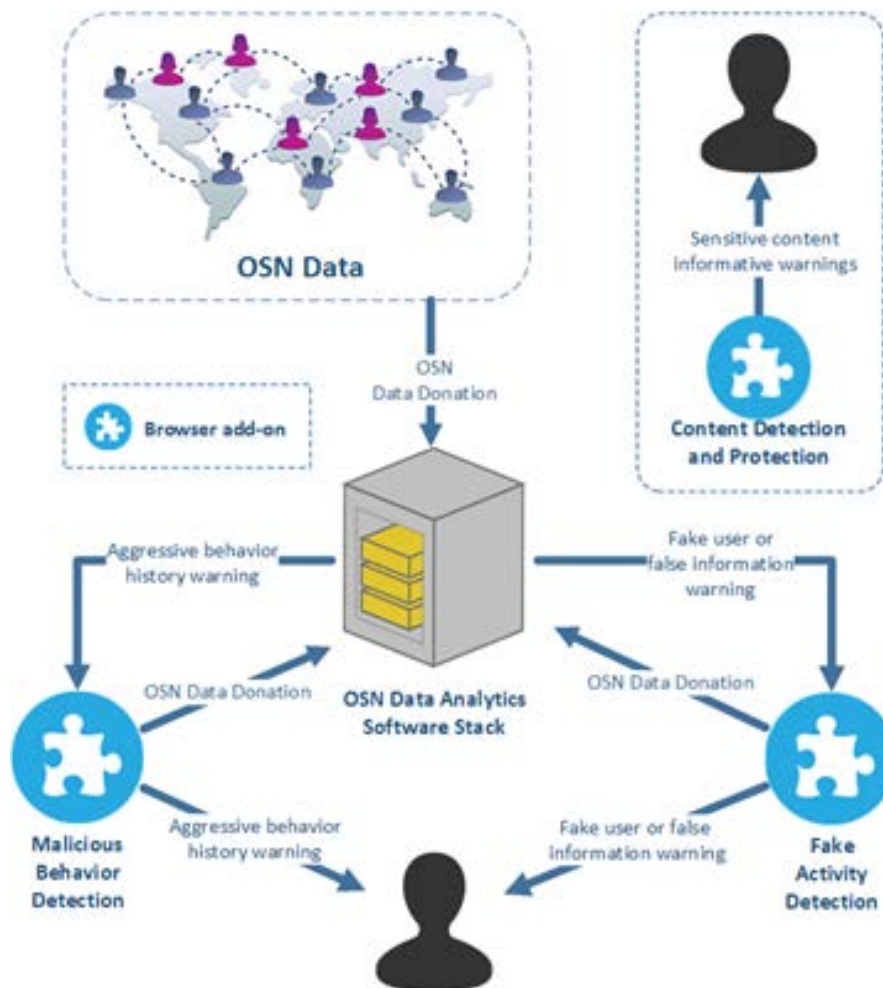 OSN Data
Sensitive content
informative warnings
OSN
Data Donation
Browser add-on
Content Detection
and Protection
Aggressive behavior
history warning
Fake user or
false information
warning
OSN Data Donation
OSN Data Donation
OSN Data Analytics
Software Stack
Malicious
Behavior
Detection
Aggressive behavior
history warning
Fake user or false
information warning
Fake
Activity
Detection